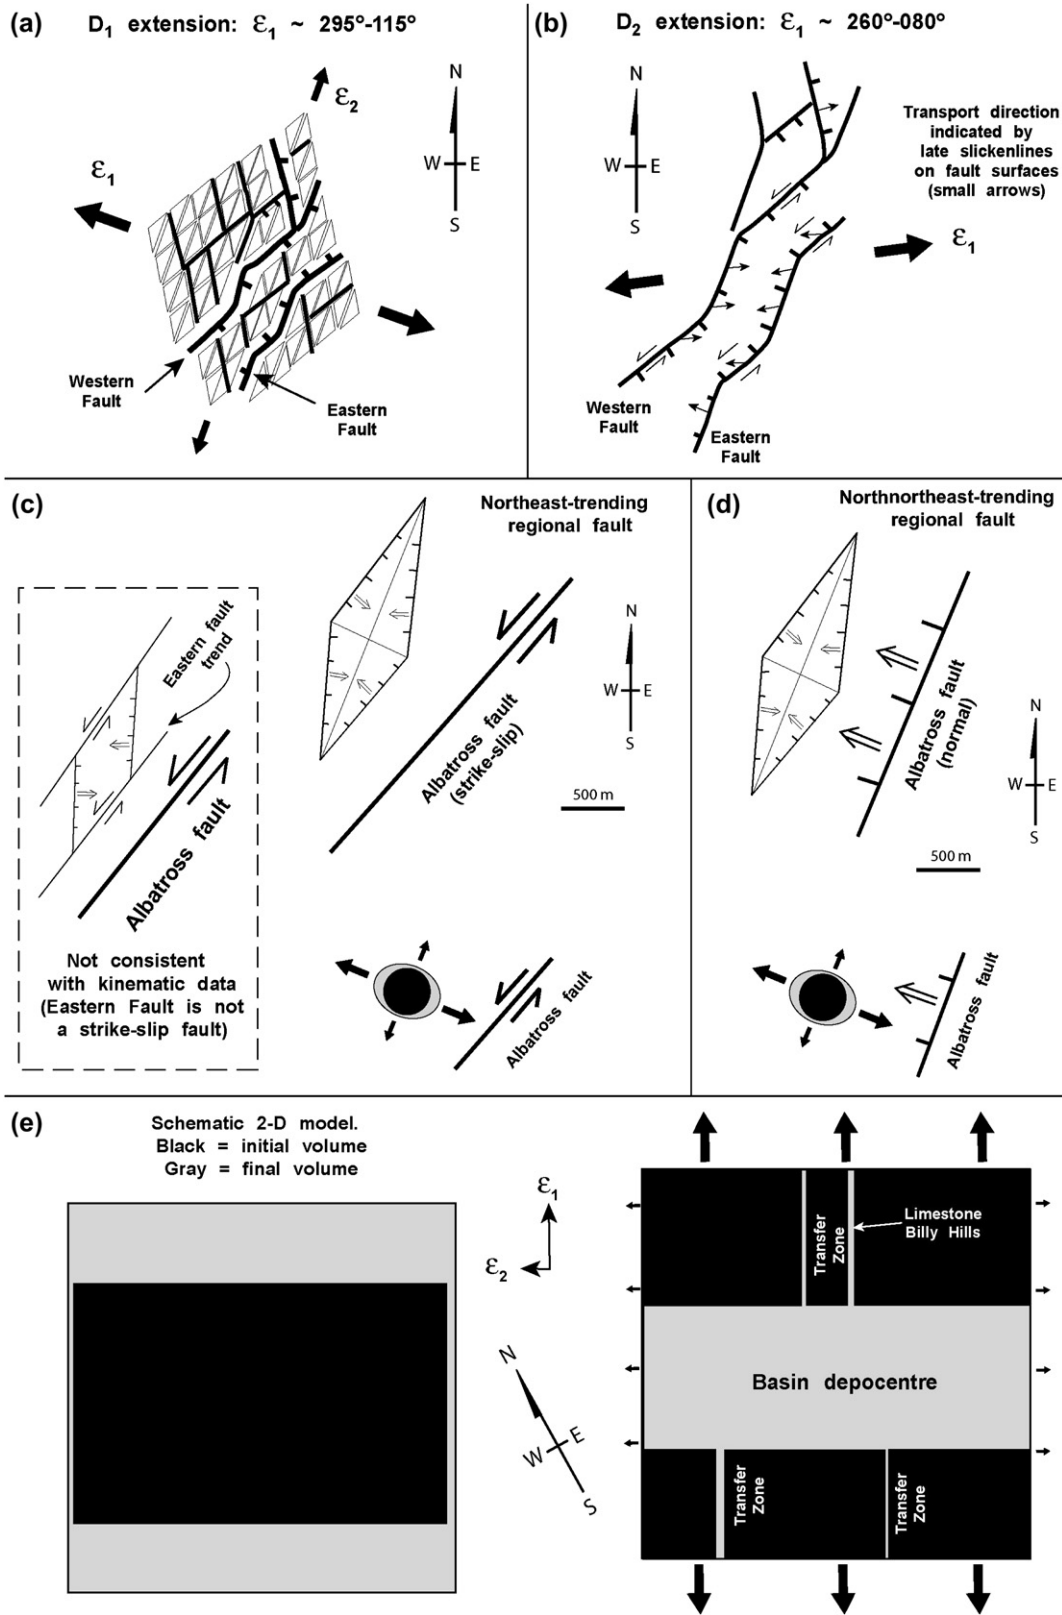 (a) D₁ extension: ε₁ ~ 295°-115°
ε₂
ε₁
N
W E
S
Western
Fault
Eastern
Fault
(b) D₂ extension: ε₁ ~ 260°-080°
N
W E
S
Transport direction
indicated by
late slickenlines
on fault surfaces
(small arrows)
ε₁
Western
Fault
Eastern
Fault
(c)
Northeast-trending
regional fault
Eastern fault
trend
Albatross fault
Not consistent
with kinematic data
(Eastern Fault is not
a strike-slip fault)
Albatross fault
(strike-slip)
N
W E
S
500 m
Albatross fault
(d)
Northnortheast-trending
regional fault
Albatross fault
(normal)
N
W E
S
500 m
Albatross fault
(e)
Schematic 2-D model.
Black = initial volume
Gray = final volume
ε₁
ε₂
N
W E
S
Transfer
Zone
Limestone
Billy Hills
Basin depocentre
Transfer
Zone
Transfer
Zone